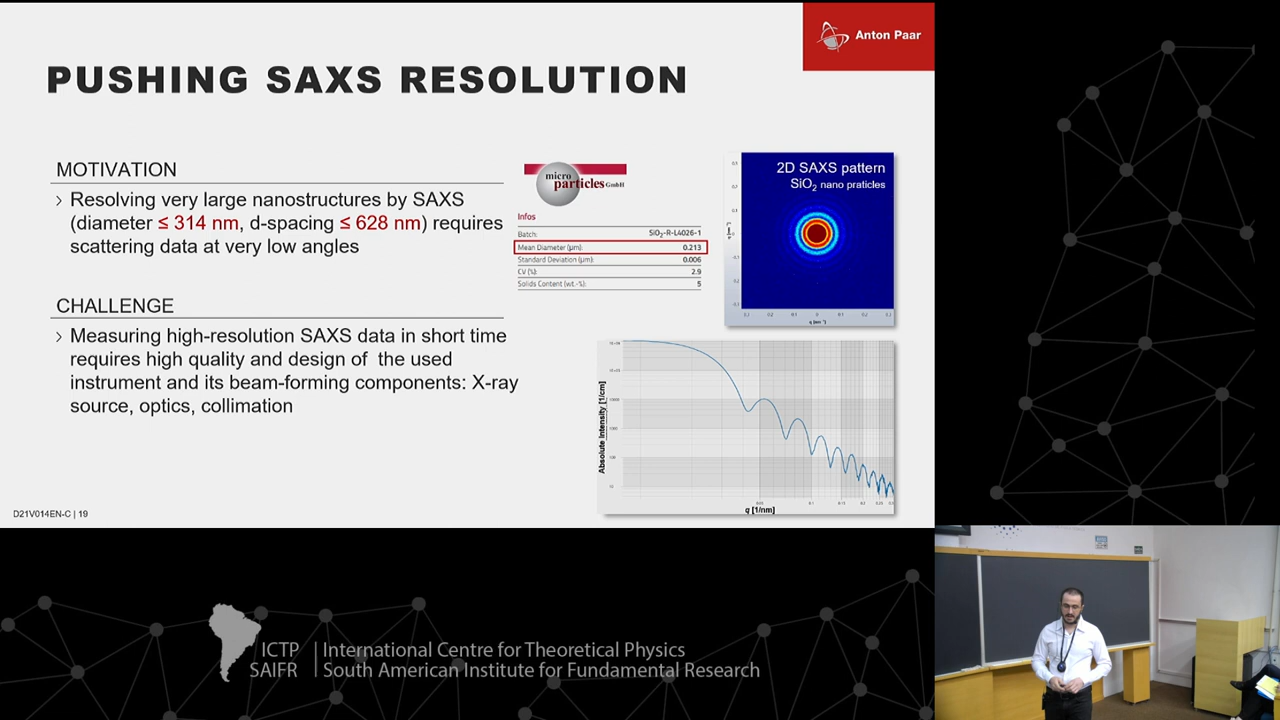 Anton Paar
PUSHING SAXS RESOLUTION
MOTIVATION
› Resolving very large nanostructures by SAXS
(diameter ≤ 314 nm, d-spacing ≤ 628 nm) requires
scattering data at very low angles
CHALLENGE
› Measuring high-resolution SAXS data in short time
requires high quality and design of the used
instrument and its beam-forming components: X-ray
source, optics, collimation
micro
particles GmbH
Infos
Batch: SiO2-R-L4026-1
Mean Diameter (µm): 0.213
Standard Deviation (µm): 0.006
CV (%): 2.9
Solids Content (wt.-%): 5
2D SAXS pattern
SiO2 nano praticles
Absolute Intensity [1/cm]
q [1/nm]
D21V014EN-C | 19
ICTP
SAIFR
International Centre for Theoretical Physics
South American Institute for Fundamental Research